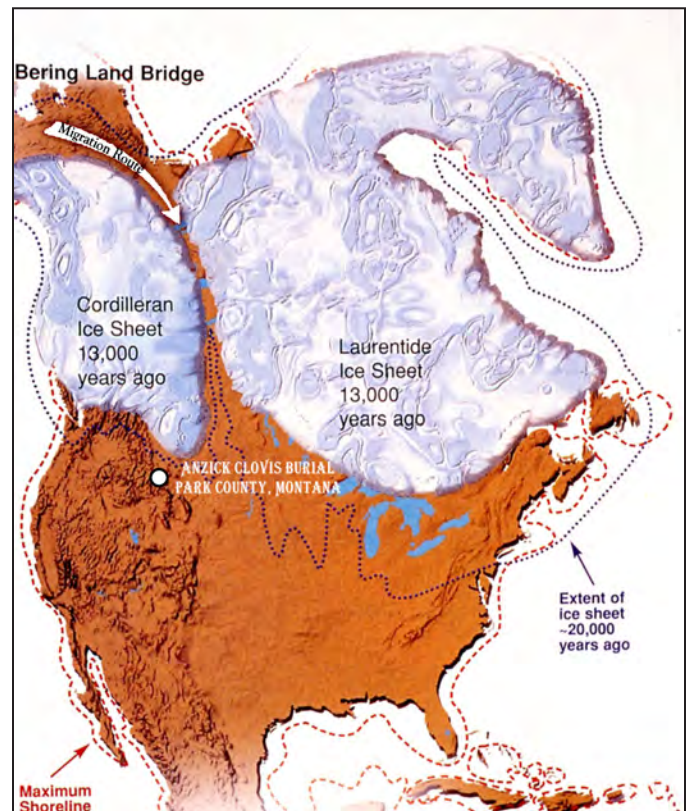 Bering Land Bridge
Migration Route
Cordilleran
Ice Sheet
13,000
years ago
Laurentide
Ice Sheet
13,000
years ago
ANZICK CLOVIS BURIAL
PARK COUNTY, MONTANA
Extent of
ice sheet
~20,000
years ago
Maximum
Shoreline